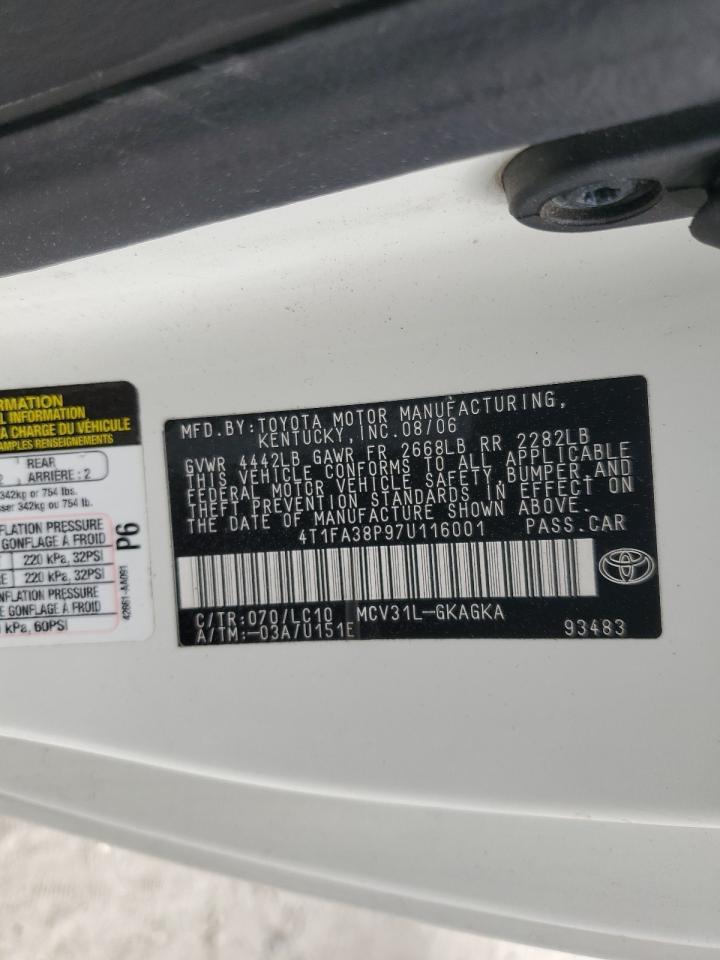 RMATION
INFORMATION
A CHARGE DU VÉHICULE
AMPLES RENSEIGNEMENTS
REAR
ARRIÈRE : 2
342kg or 754 lbs.
sser 342kg ou 754 lb.
FLATION PRESSURE
GONFLAGE À FROID
220 kPa, 32PSI
220 kPa, 32PSI
NFLATION PRESSURE
GONFLAGE À FROID
kPa, 60PSI
P6
MFD.BY:TOYOTA MOTOR MANUFACTURING,
KENTUCKY, INC.08/06
GVWR 4442LB GAWR FR 2668LB RR 2282LB
THIS VEHICLE CONFORMS TO ALL APPLICABLE
FEDERAL MOTOR VEHICLE SAFETY, BUMPER, AND
THEFT PREVENTION STANDARDS IN EFFECT ON
THE DATE OF MANUFACTURE SHOWN ABOVE.
4T1FA38P97U116001 PASS.CAR
C/TR:070/LC10 MCV31L-GKAGKA
A/TM:-03A/U151E 93483